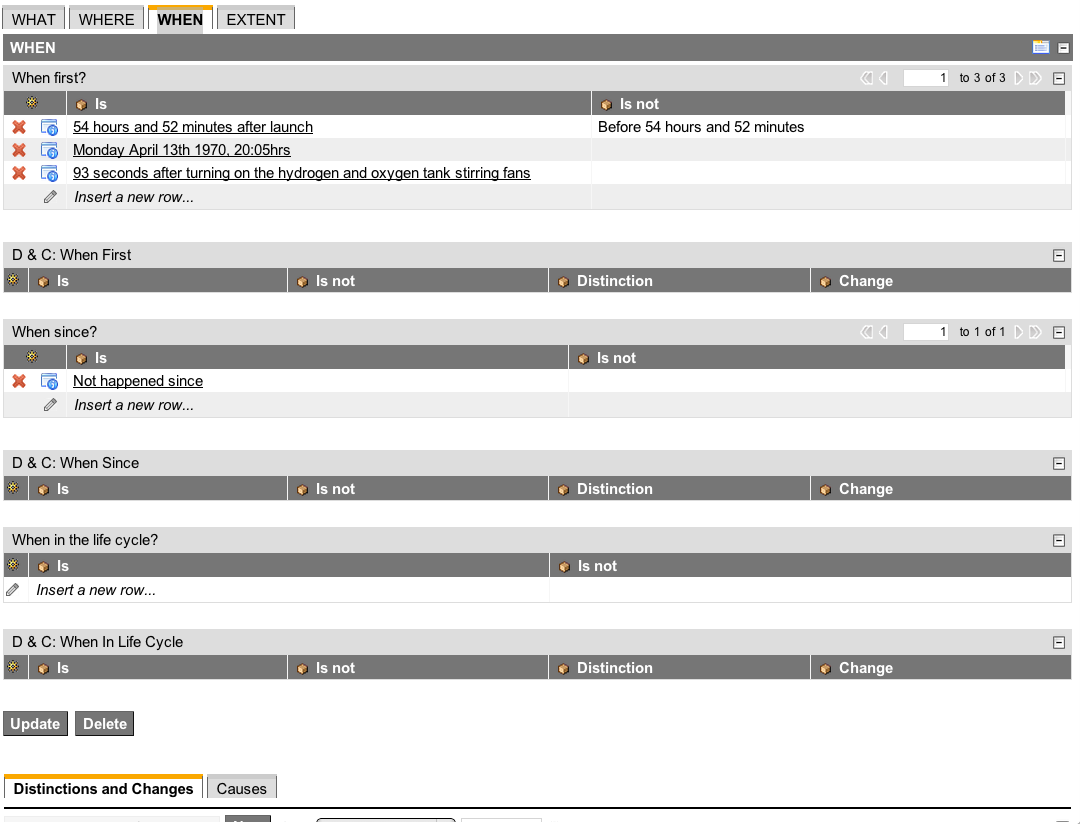 WHAT WHERE WHEN EXTENT
WHEN
When first? 1 to 3 of 3
Is Is not
54 hours and 52 minutes after launch Before 54 hours and 52 minutes
Monday April 13th 1970, 20:05hrs
93 seconds after turning on the hydrogen and oxygen tank stirring fans
Insert a new row...
D & C: When First
Is Is not Distinction Change
When since? 1 to 1 of 1
Is Is not
Not happened since
Insert a new row...
D & C: When Since
Is Is not Distinction Change
When in the life cycle?
Is Is not
Insert a new row...
D & C: When In Life Cycle
Is Is not Distinction Change
Update Delete
Distinctions and Changes Causes